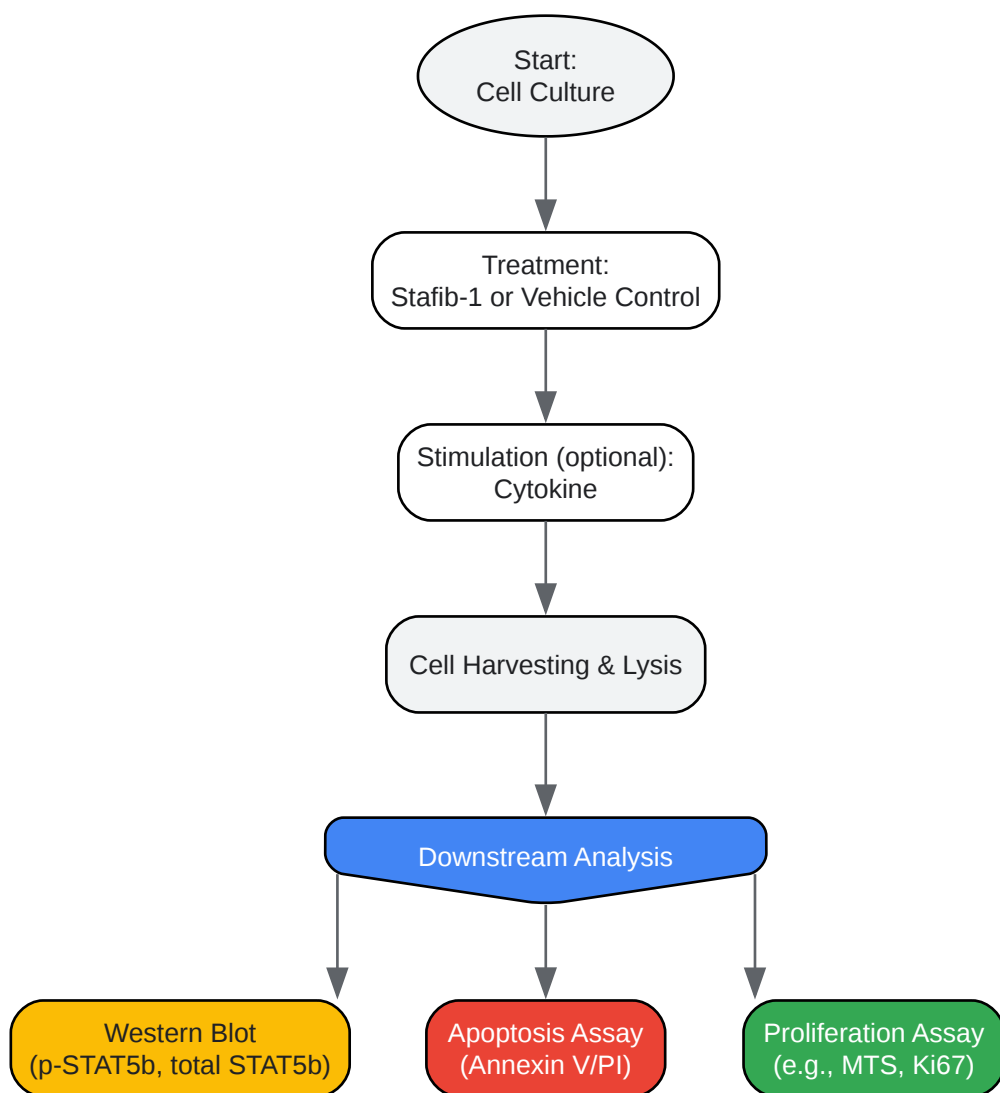 Start:
Cell Culture
Treatment:
Stafib-1 or Vehicle Control
Stimulation (optional):
Cytokine
Cell Harvesting & Lysis
Downstream Analysis
Western Blot
(p-STAT5b, total STAT5b)
Apoptosis Assay
(Annexin V/PI)
Proliferation Assay
(e.g., MTS, Ki67)